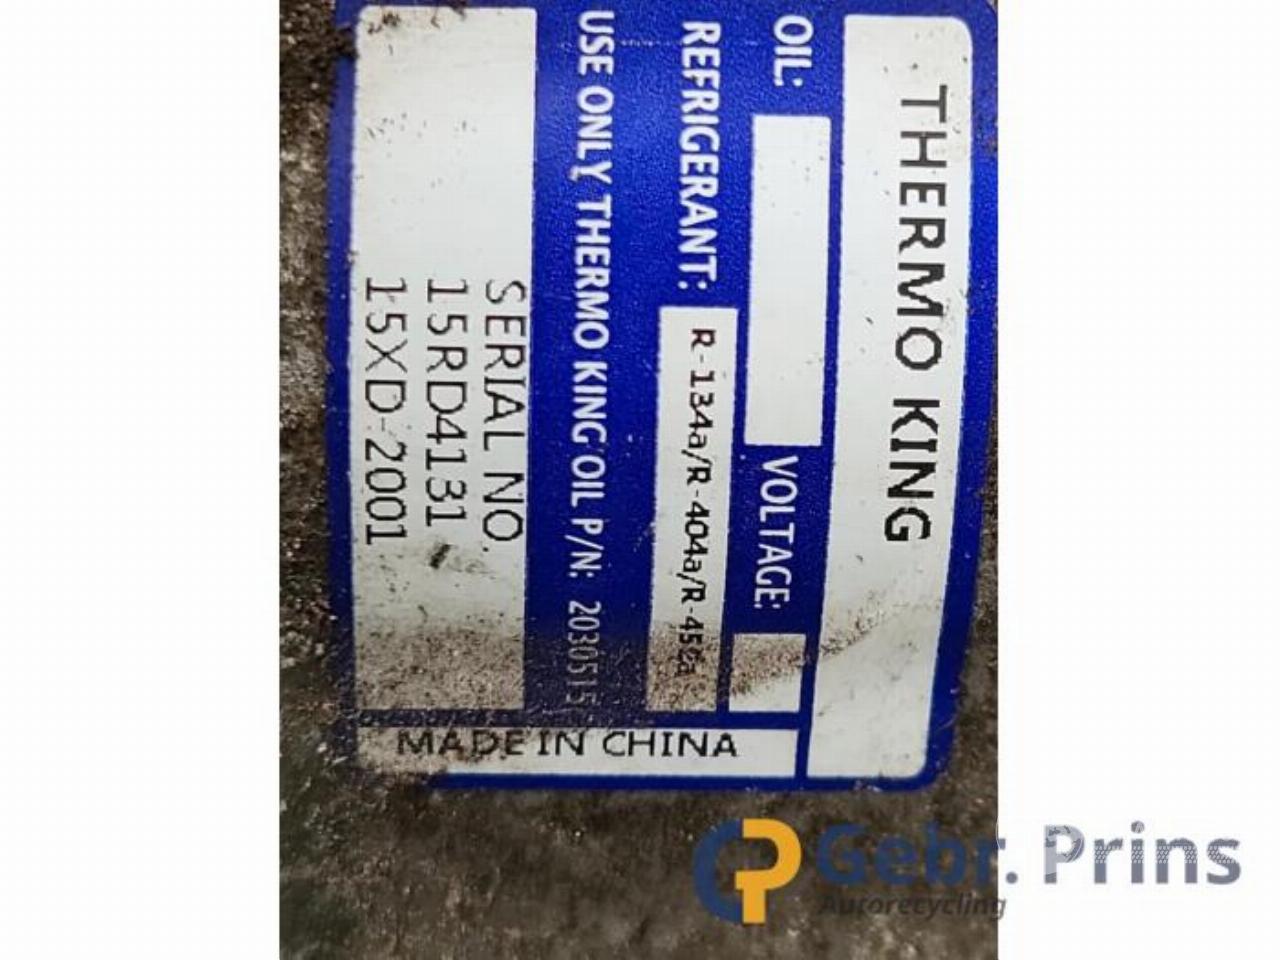 THERMO KING
OIL: VOLTAGE:
REFRIGERANT: R-134a/R-404a/R-452a
USE ONLY THERMO KING OIL P/N: 2030515
SERIAL NO.
15RD4131
15XD-2001
MADE IN CHINA
Gebr. Prins
Autorecycling